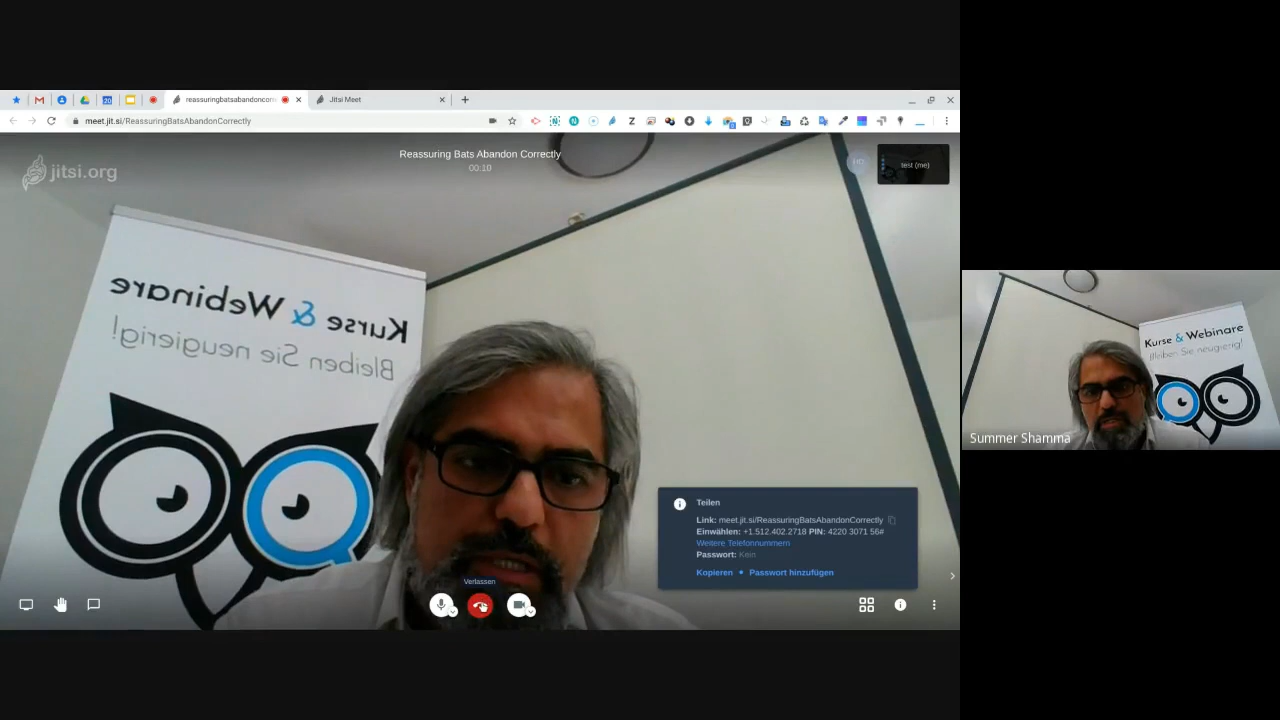 reassuringbatsabandoncorr
Jitsi Meet
meet.jit.si/ReassuringBatsAbandonCorrectly
jitsi.org
Reassuring Bats Abandon Correctly
00:10
test (me)
Kurse & Webinare
Bleiben Sie neugierig!
Teilen
Link: meet.jit.si/ReassuringBatsAbandonCorrectly
Einwählen: +1.512.402.2718 PIN: 4220 3071 56#
Weitere Telefonnummern
Passwort: Kein
Kopieren • Passwort hinzufügen
Verlassen
Kurse & Webinare
Bleiben Sie neugierig!
Summer Shamma